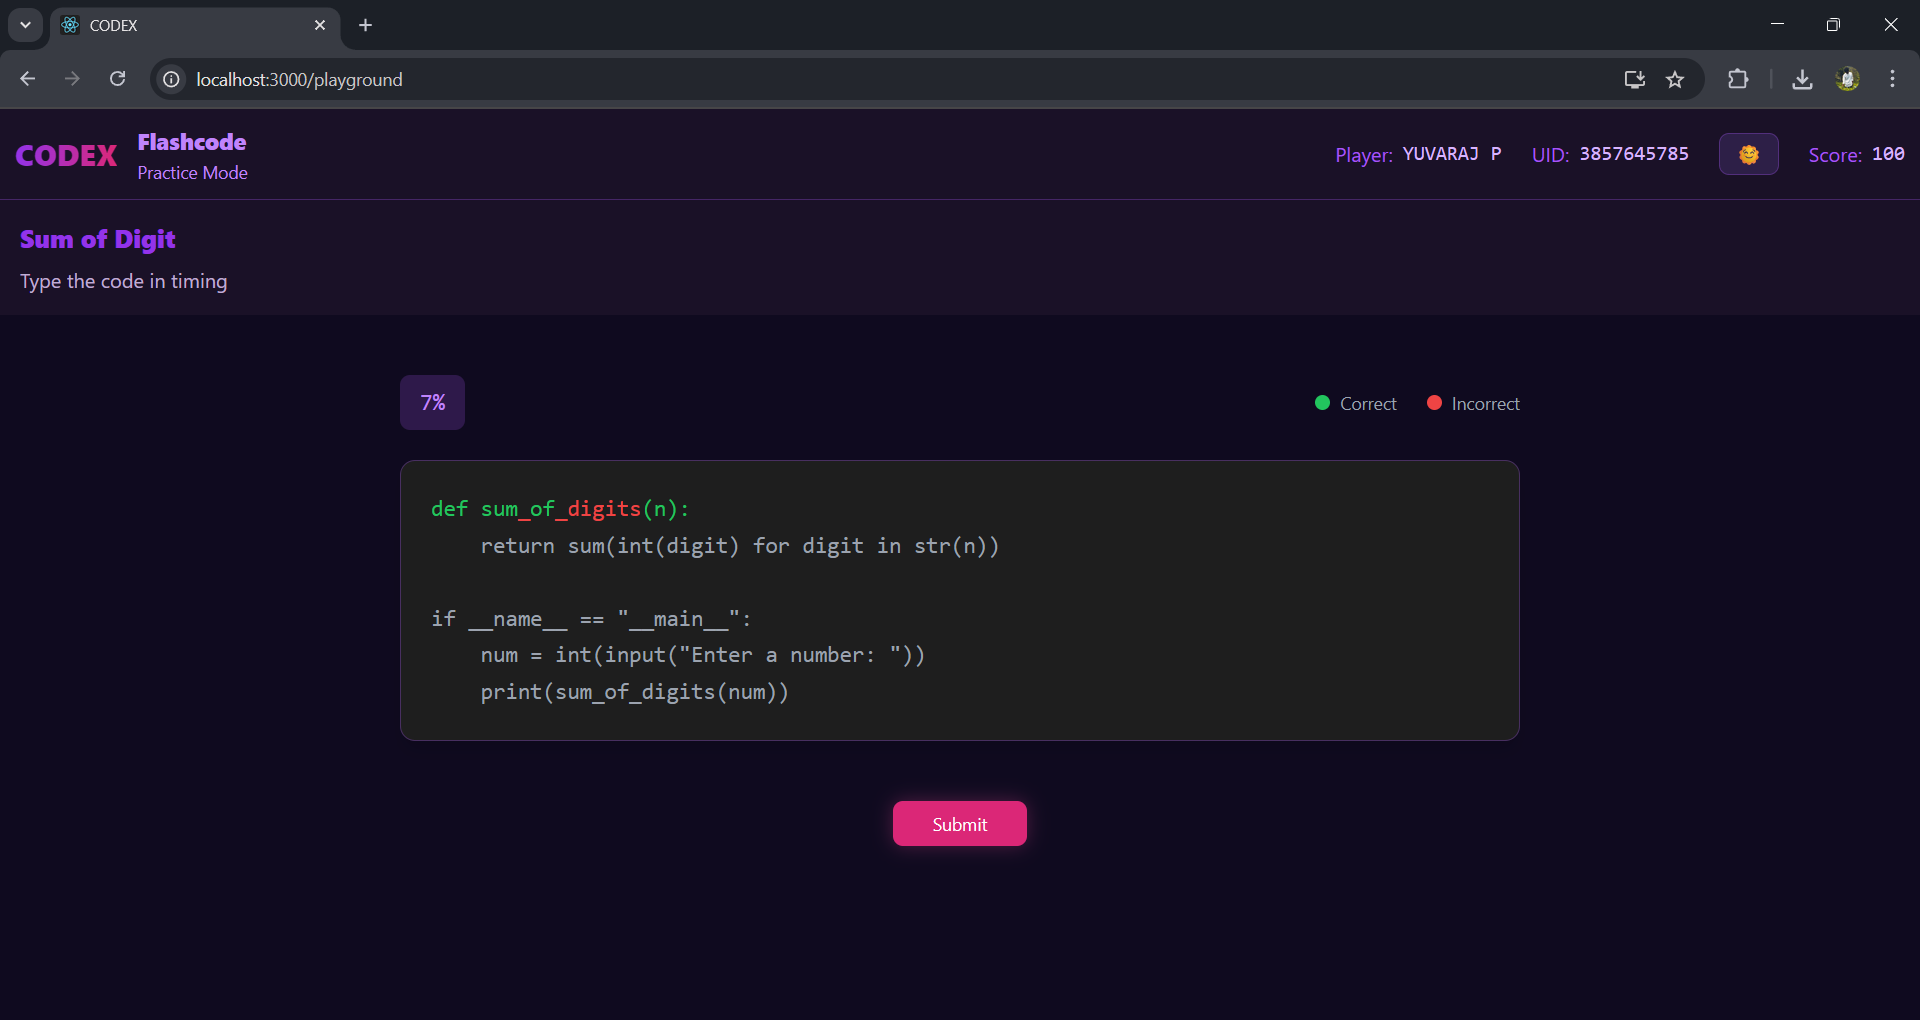 CODEX
localhost:3000/playground
CODEX
Flashcode
Practice Mode
Player: YUVARAJ P
UID: 3857645785
Score: 100
Sum of Digit
Type the code in timing
7%
Correct
Incorrect
def sum_of_digits(n):
    return sum(int(digit) for digit in str(n))
if __name__ == "__main__":
    num = int(input("Enter a number: "))
    print(sum_of_digits(num))
Submit